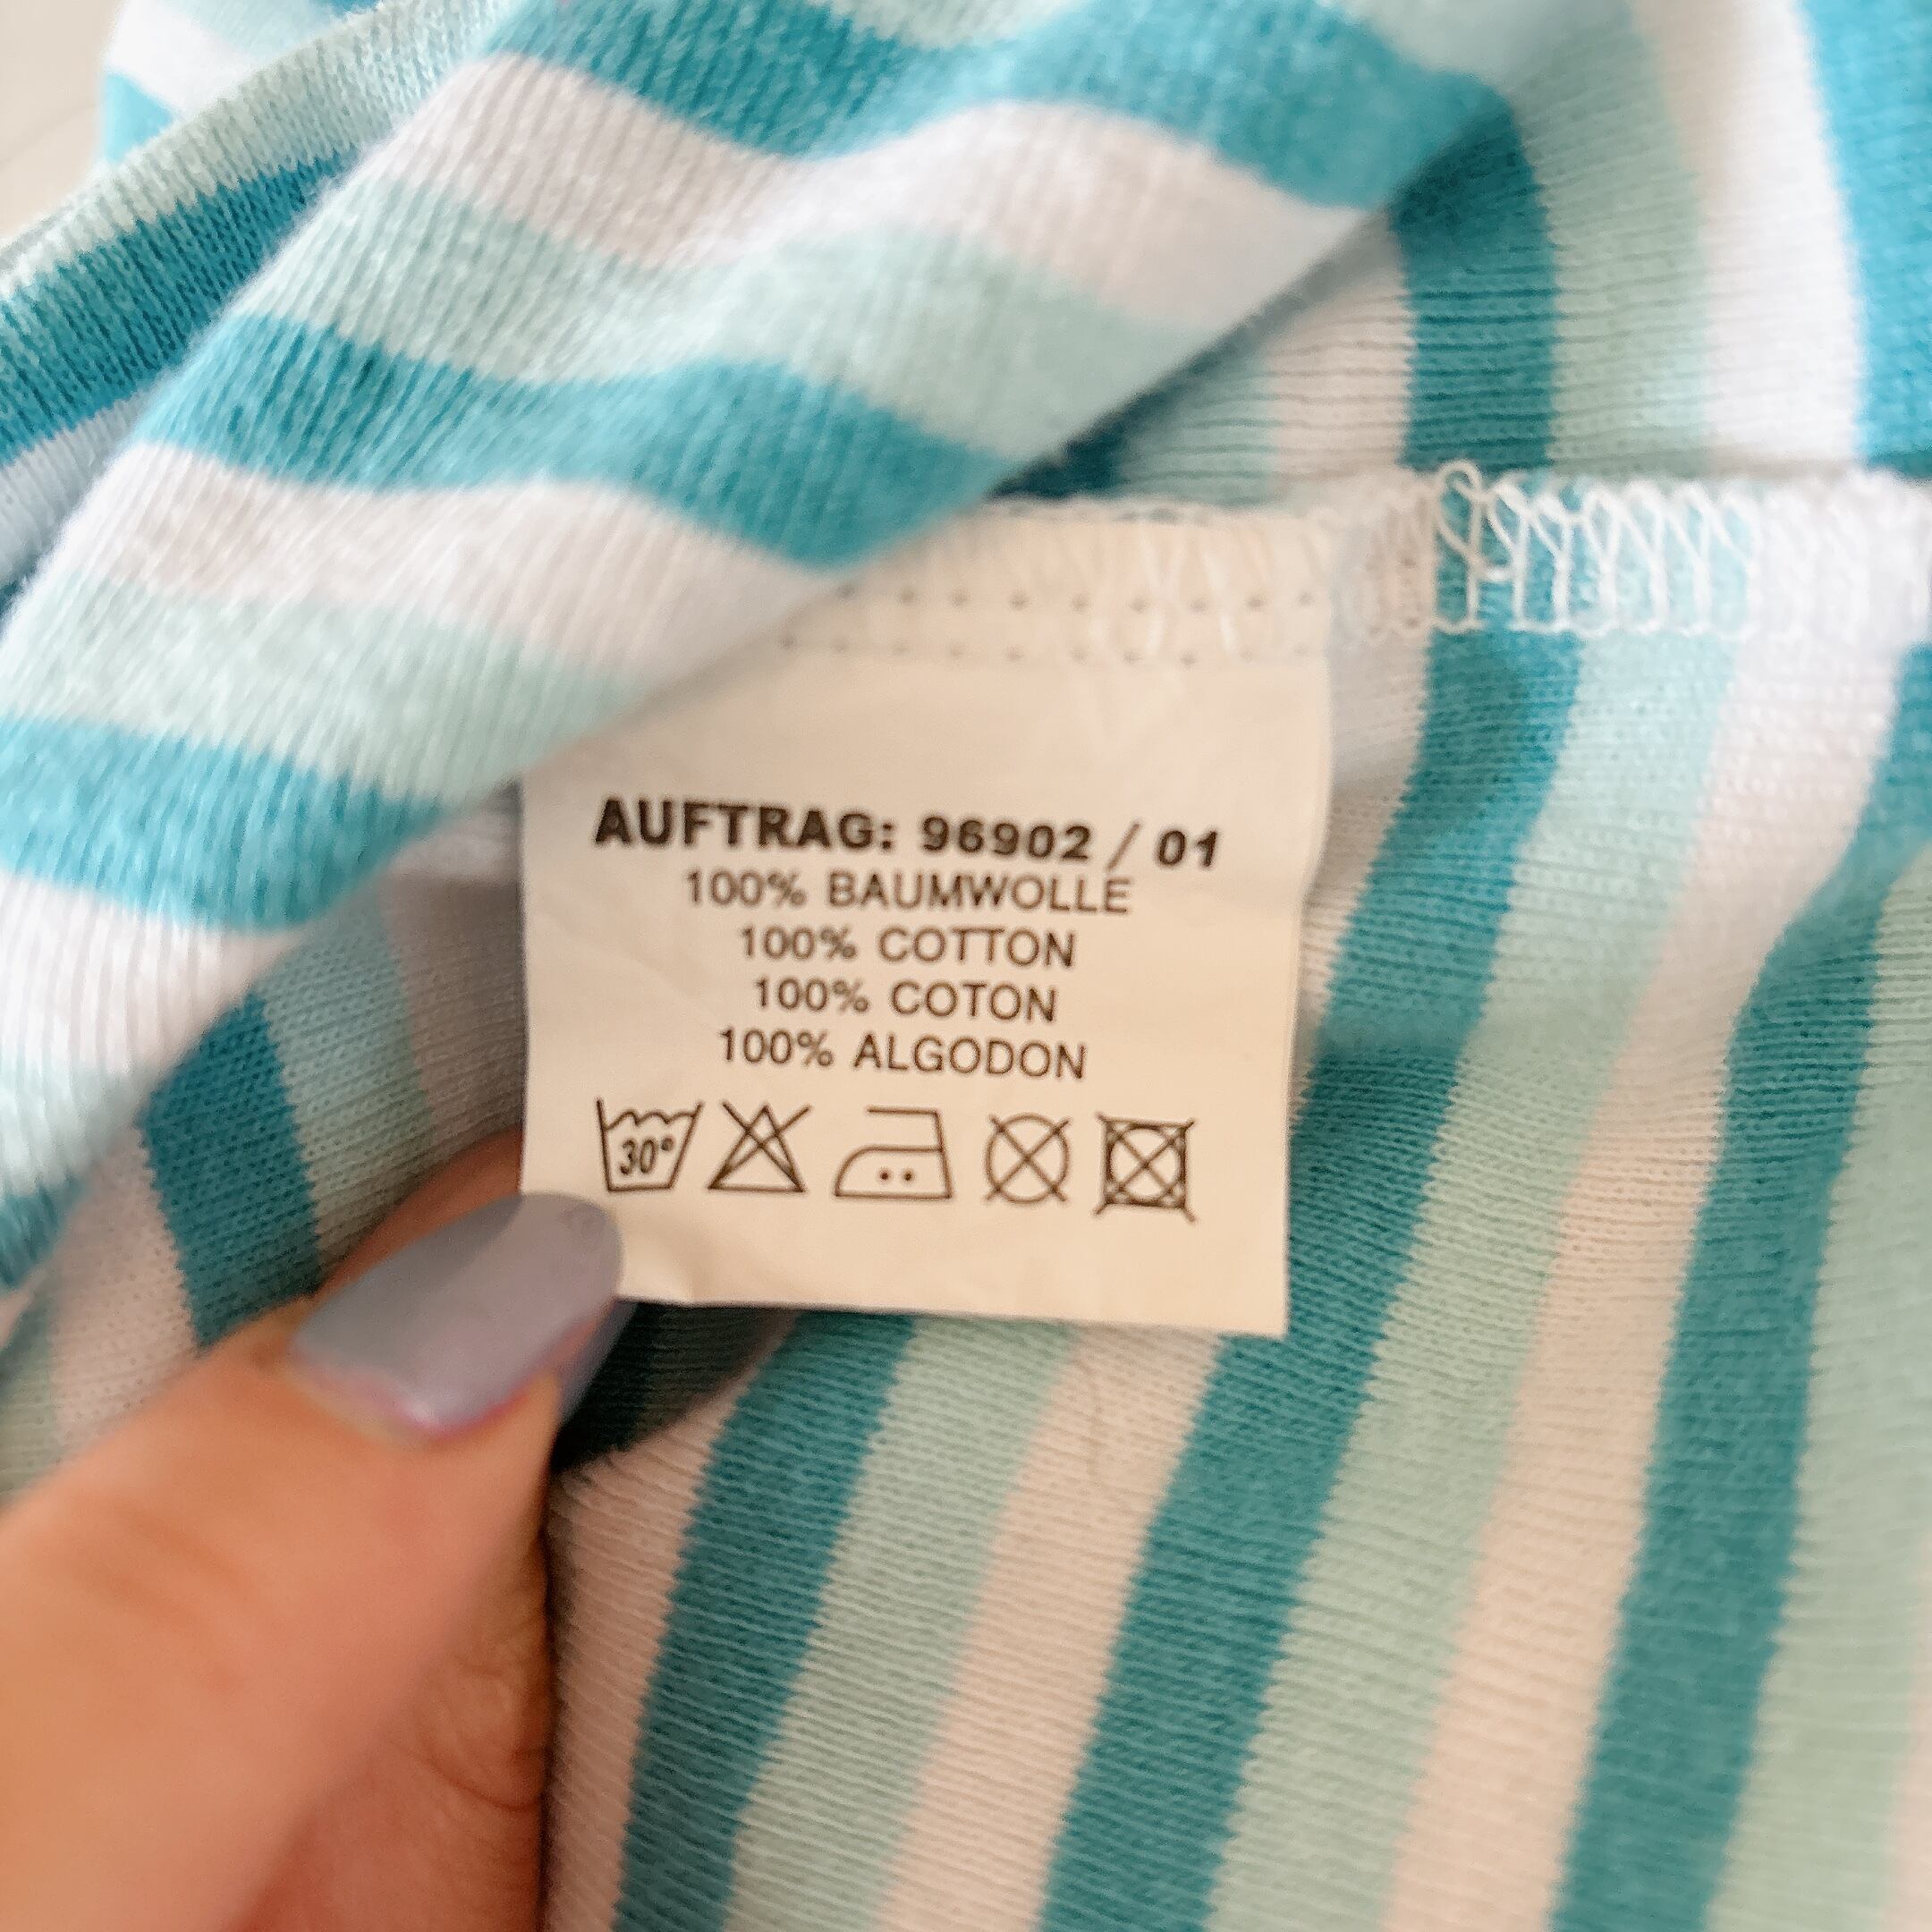 AUFTRAG: 96902 / 01
100% BAUMWOLLE
100% COTTON
100% COTON
100% ALGODON
30°